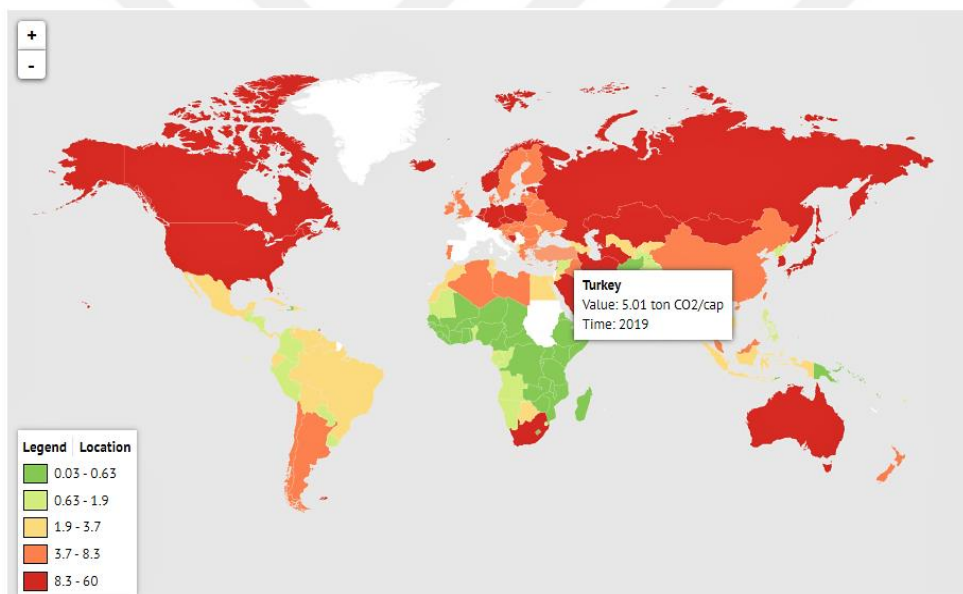 +
-
Turkey
Value: 5.01 ton CO2/cap
Time: 2019
Legend Location
0.03 - 0.63
0.63 - 1.9
1.9 - 3.7
3.7 - 8.3
8.3 - 60